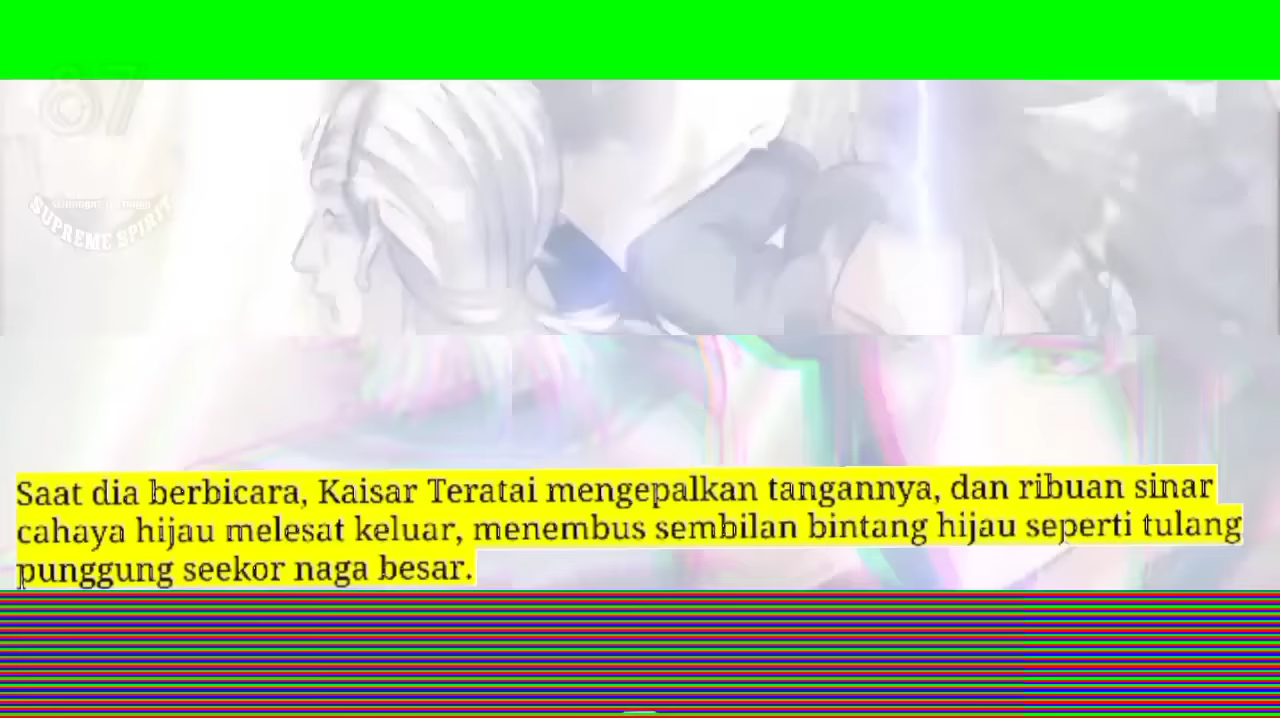 87
SUPREME SPIRIT
Saat dia berbicara, Kaisar Teratai mengepalkan tangannya, dan ribuan sinar
cahaya hijau melesat keluar, menembus sembilan bintang hijau seperti tulang
punggung seekor naga besar.